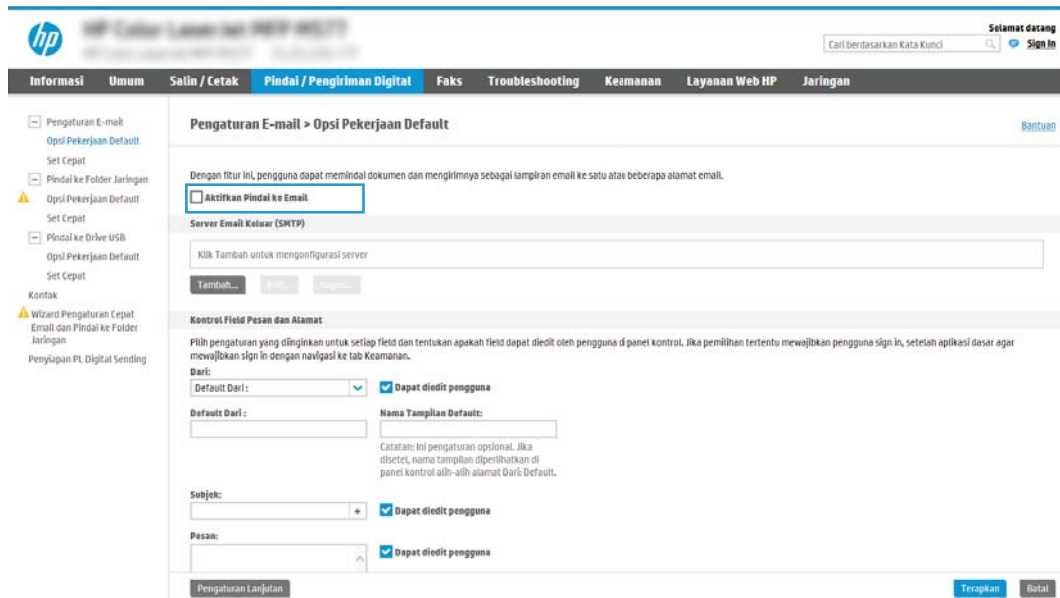 hp
Selamat datang
Cari berdasarkan Kata Kunci
Sign In
Informasi Umum Salin / Cetak Pindai / Pengiriman Digital Faks Troubleshooting Keamanan Layanan Web HP Jaringan
Pengaturan E-mail
Opsi Pekerjaan Default
Set Cepat
Pindai ke Folder Jaringan
Opsi Pekerjaan Default
Set Cepat
Pindai ke Drive USB
Opsi Pekerjaan Default
Set Cepat
Kontak
Wizard Pengaturan Cepat
Email dan Pindai ke Folder
Jaringan
Penyiapan PL Digital Sending
Pengaturan E-mail > Opsi Pekerjaan Default
Bantuan
Dengan fitur ini, pengguna dapat memindai dokumen dan mengirimnya sebagai lampiran email ke satu atau beberapa alamat email.
Aktifkan Pindai ke Email
Server Email Keluar (SMTP)
Klik Tambah untuk mengonfigurasi server
Tambah...
Kontrol Field Pesan dan Alamat
Pilih pengaturan yang diinginkan untuk setiap field dan tentukan apakah field dapat diedit oleh pengguna di panel kontrol. Jika pemilihan tertentu mewajibkan pengguna sign in, setelah aplikasi dasar agar
mewajibkan sign in dengan navigasi ke tab Keamanan.
Dari:
Default Dari :
Dapat diedit pengguna
Default Dari :
Nama Tampilan Default:
Catatan: Ini pengaturan opsional. Jika
disetel, nama tampilan diperlihatkan di
panel kontrol alih-alih alamat Dari: Default.
Subjek:
+
Dapat diedit pengguna
Pesan:
Dapat diedit pengguna
Pengaturan Lanjutan
Terapkan
Batal